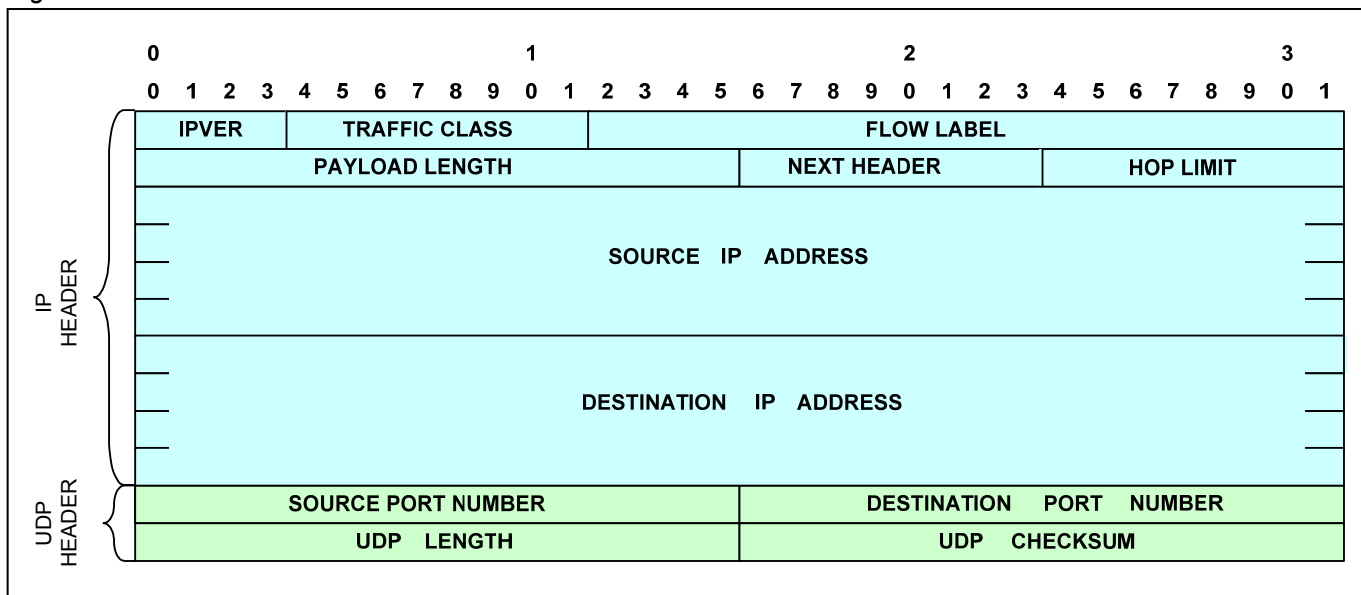 0 1 2 3
0 1 2 3 4 5 6 7 8 9 0 1 2 3 4 5 6 7 8 9 0 1 2 3 4 5 6 7 8 9 0 1
IPVER TRAFFIC CLASS FLOW LABEL
PAYLOAD LENGTH NEXT HEADER HOP LIMIT
IP
HEADER
SOURCE IP ADDRESS
DESTINATION IP ADDRESS
UDP
HEADER
SOURCE PORT NUMBER DESTINATION PORT NUMBER
UDP LENGTH UDP CHECKSUM